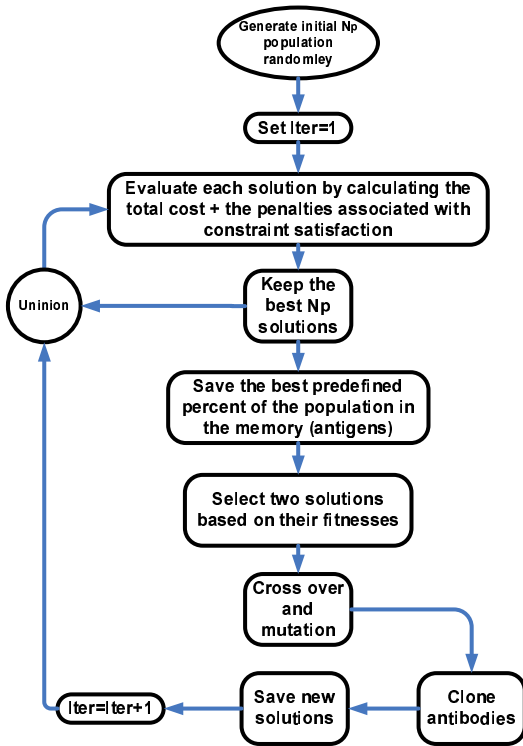 Generate initial Np
population
randomley
Set Iter=1
Evaluate each solution by calculating the
total cost + the penalties associated with
constraint satisfaction
Keep the
best Np
solutions
Uninion
Save the best predefined
percent of the population in
the memory (antigens)
Select two solutions
based on their fitnesses
Cross over
and
mutation
Clone
antibodies
Save new
solutions
Iter=Iter+1